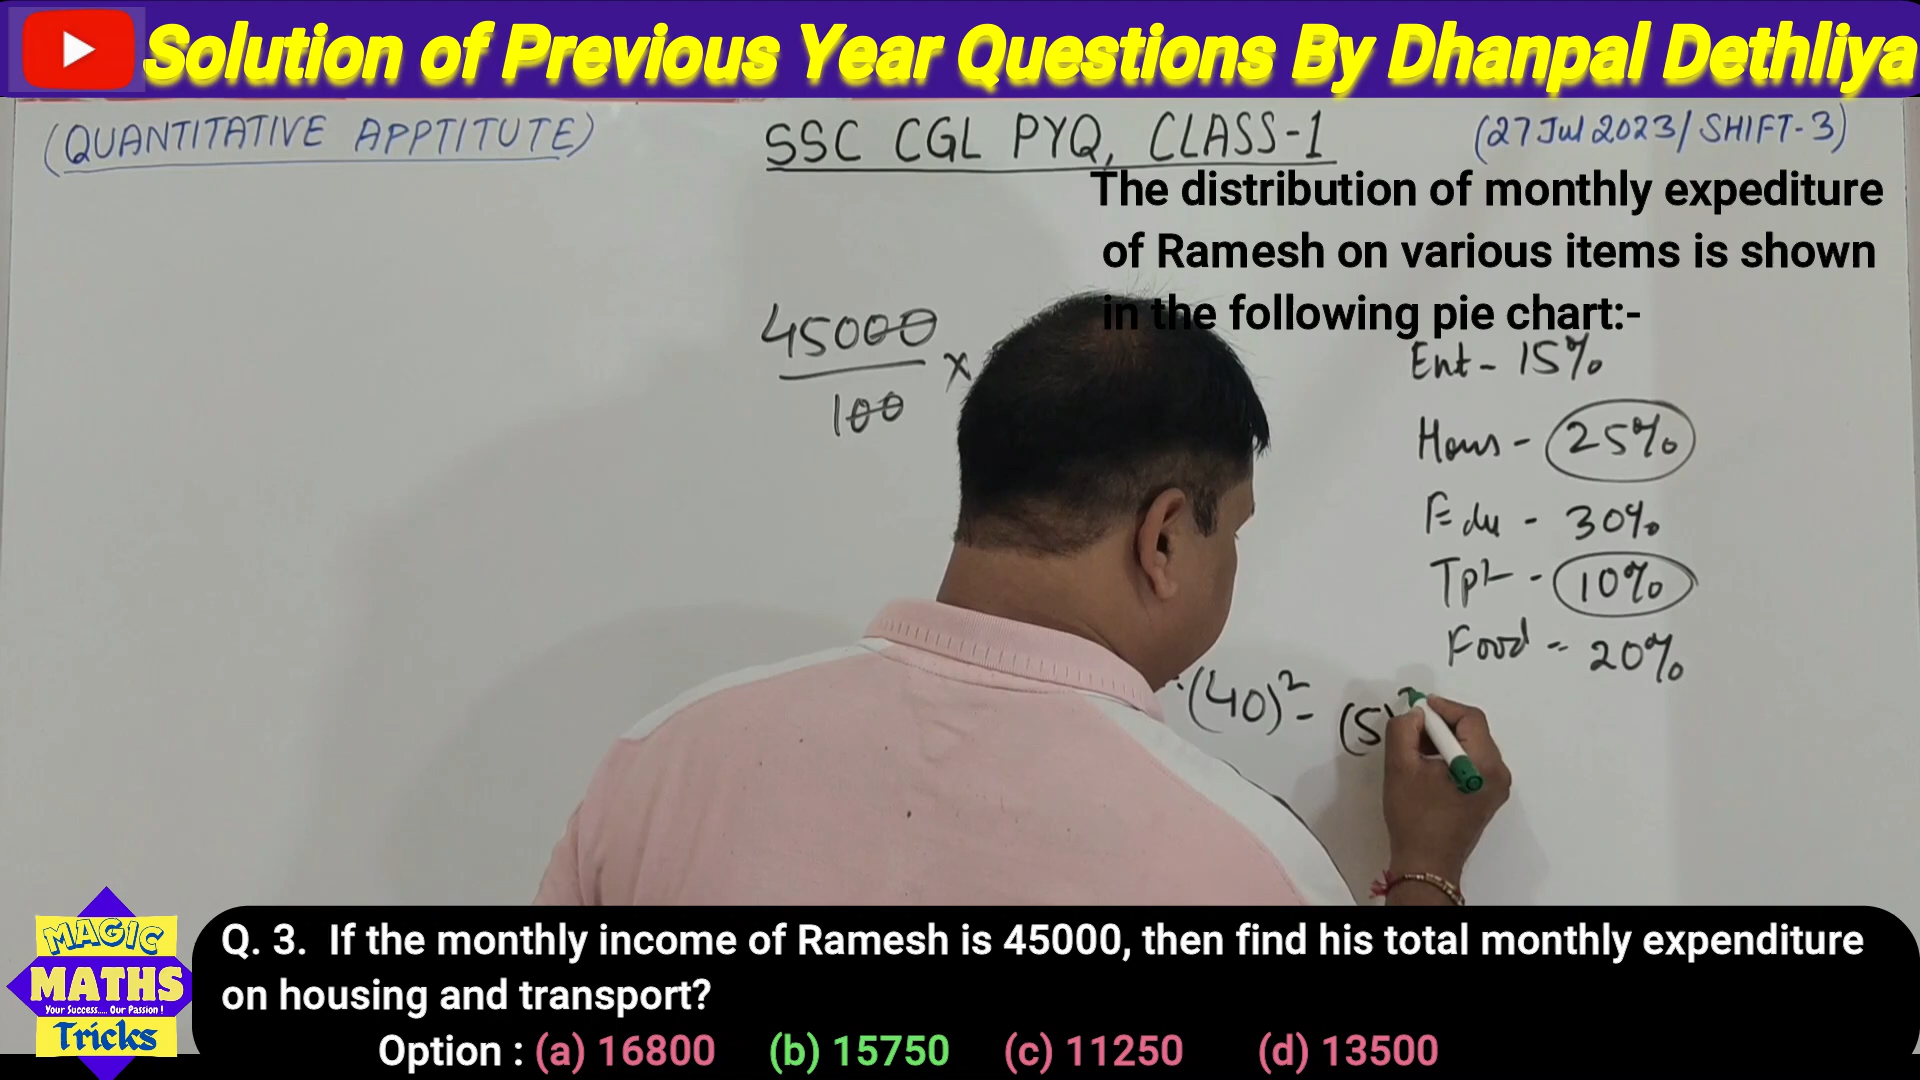 Solution of Previous Year Questions By Dhanpal Dethliya
(QUANTITATIVE APPTITUTE)
SSC CGL PYQ, CLASS-1
(27 Jul 2023/ SHIFT-3)
The distribution of monthly expediture
of Ramesh on various items is shown
in the following pie chart:-
45000
100
×
Ent - 15%
Hous - 25%
Edu - 30%
Tpt - 10%
Food - 20%
(40)² - (5)
MAGIC
MATHS
Your Success..... Our Passion !
Tricks
Q. 3. If the monthly income of Ramesh is 45000, then find his total monthly expenditure
on housing and transport?
Option : (a) 16800 (b) 15750 (c) 11250 (d) 13500